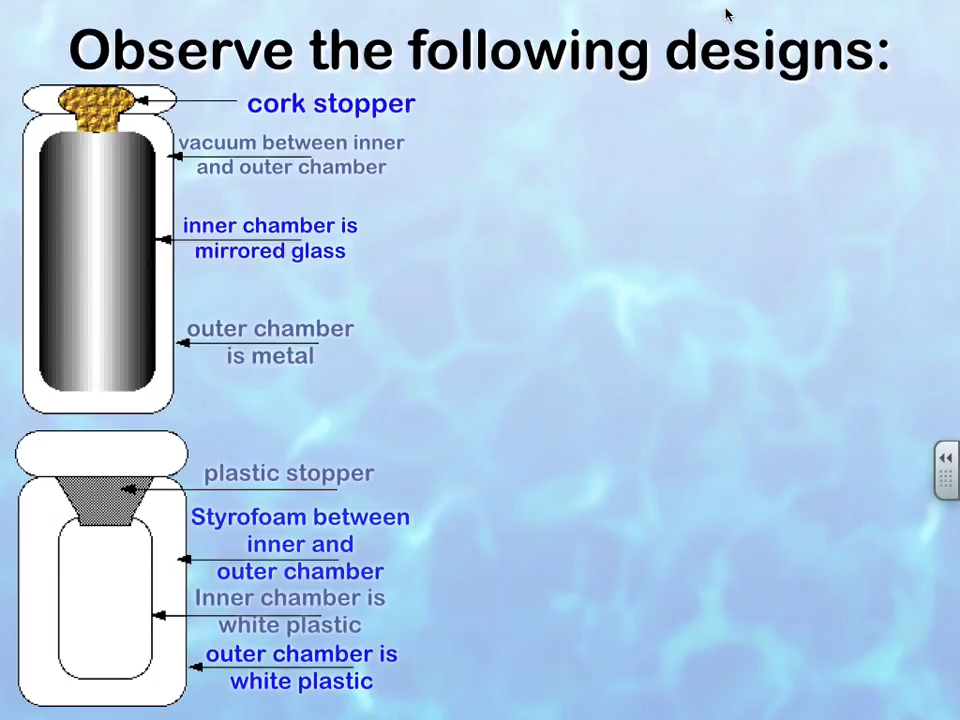 Observe the following designs:
cork stopper
vacuum between inner
and outer chamber
inner chamber is
mirrored glass
outer chamber
is metal
plastic stopper
Styrofoam between
inner and
outer chamber
Inner chamber is
white plastic
outer chamber is
white plastic